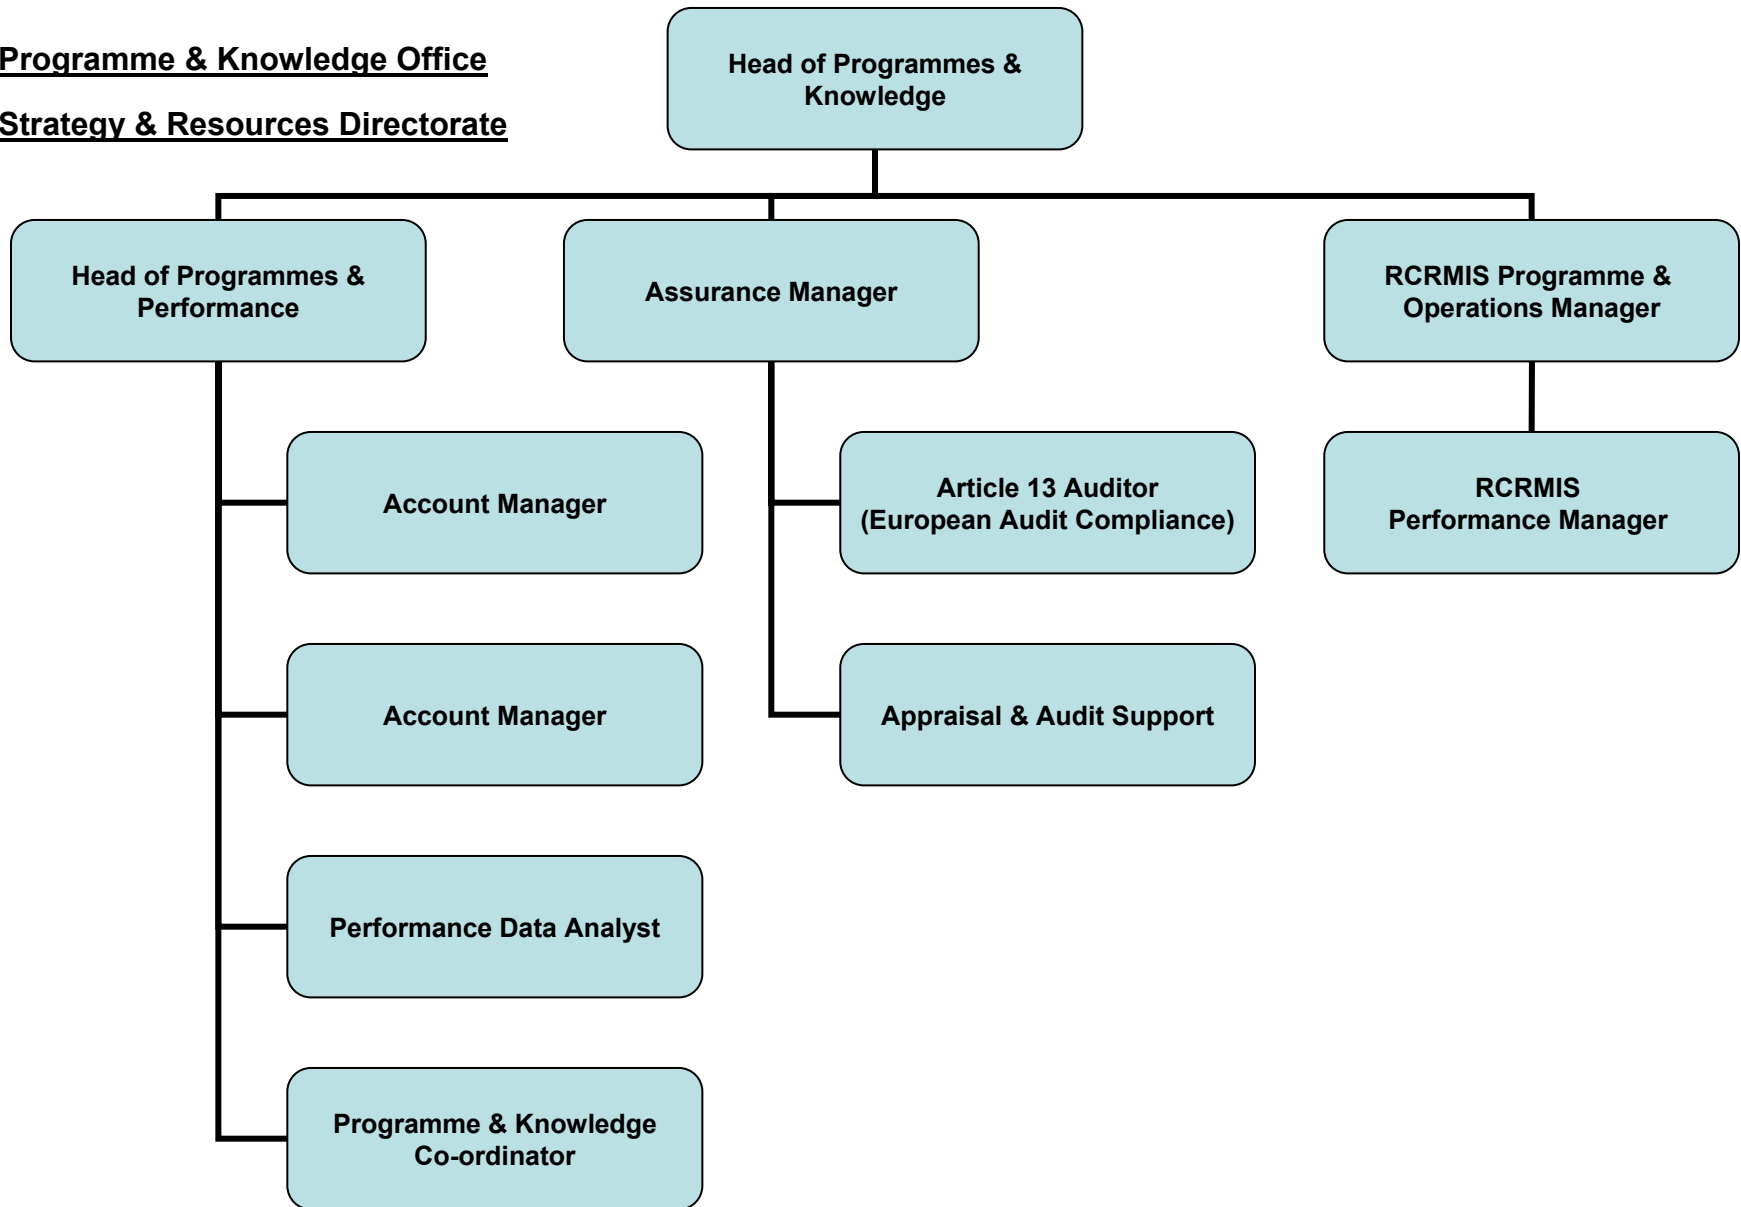 Programme & Knowledge Office
Strategy & Resources Directorate
Head of Programmes &
Knowledge
Head of Programmes &
Performance
Assurance Manager
RCRMIS Programme &
Operations Manager
Account Manager
Article 13 Auditor
(European Audit Compliance)
RCRMIS
Performance Manager
Account Manager
Appraisal & Audit Support
Performance Data Analyst
Programme & Knowledge
Co-ordinator